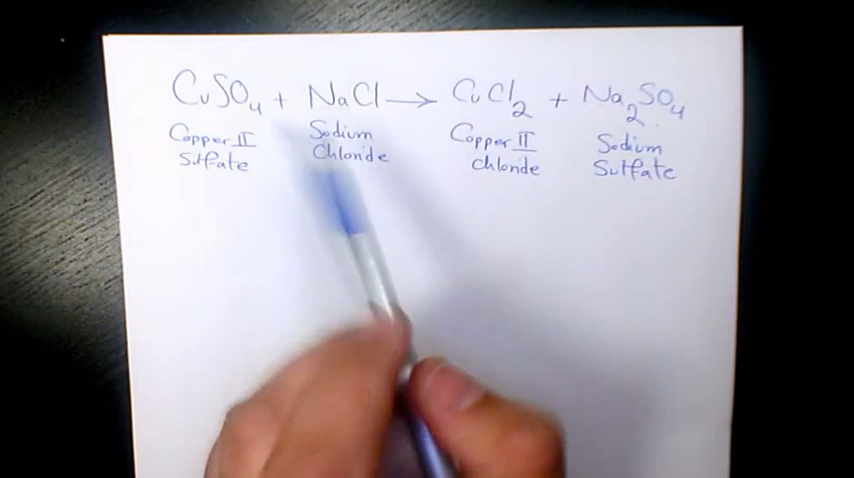 CuSO4 + NaCl → CuCl2 + Na2SO4
Copper II Sodium Copper II Sodium
Sulfate Chloride Chloride Sulfate